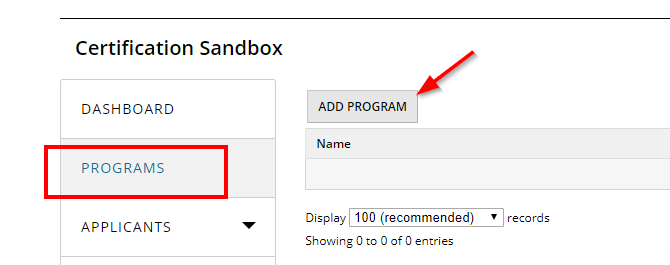 Certification Sandbox
DASHBOARD
PROGRAMS
APPLICANTS
ADD PROGRAM
Name
Display 100 (recommended) records
Showing 0 to 0 of 0 entries